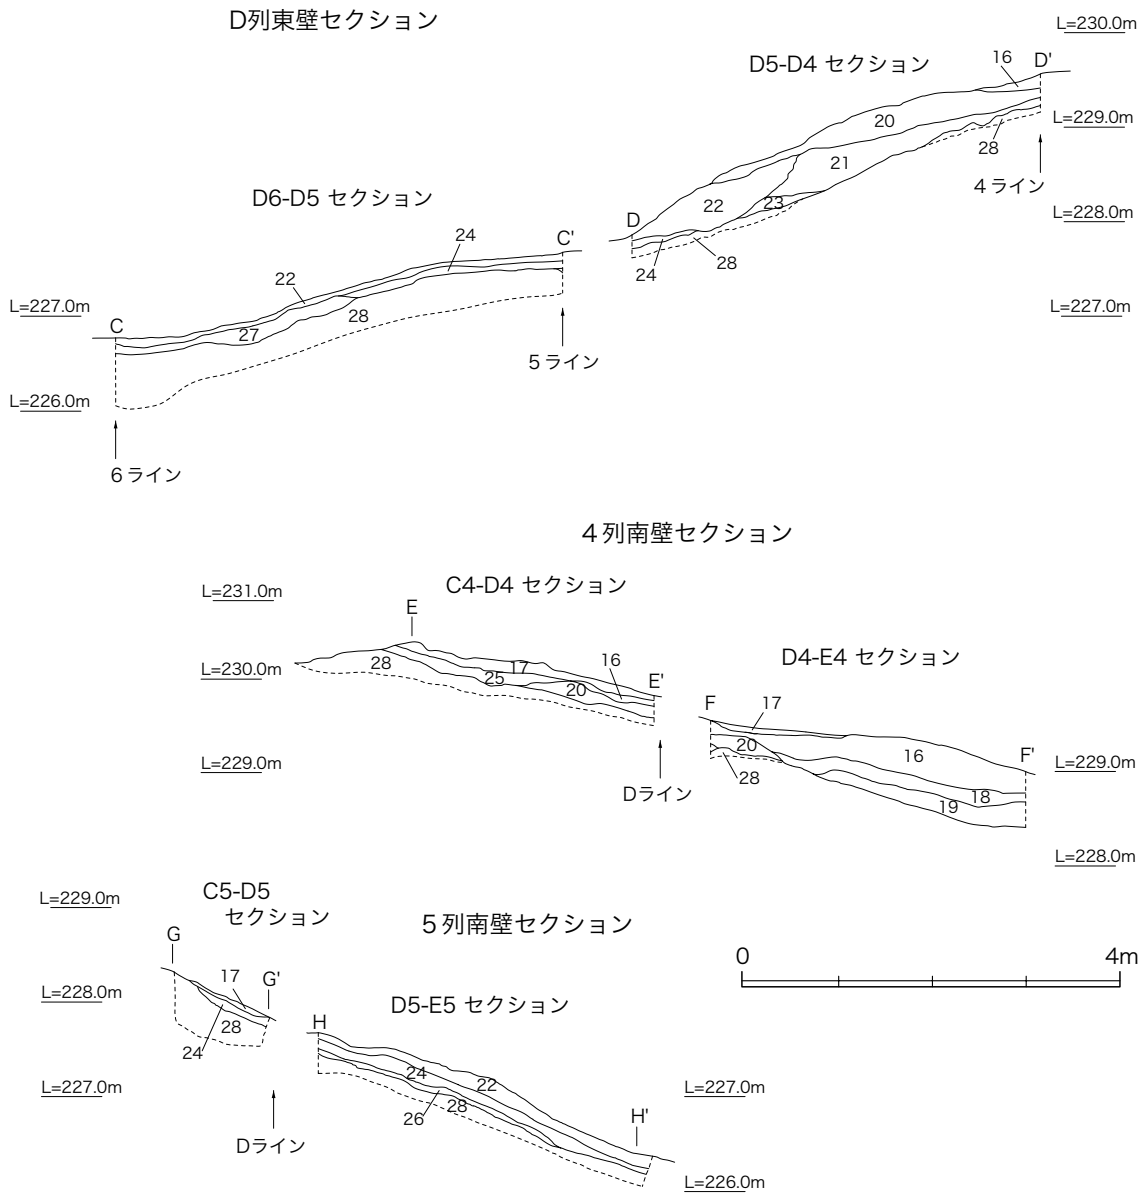 D列東壁セクション
L=230.0m
D5-D4 セクション
16
D'
20
L=229.0m
28
21
4ライン
D6-D5 セクション
22
23
D
L=228.0m
24
C'
24
28
22
L=227.0m
L=227.0m
C
27
28
5ライン
L=226.0m
6ライン
4列南壁セクション
C4-D4 セクション
L=231.0m
E
17
16
28
L=230.0m
25
20
E'
D4-E4 セクション
F
17
20
16
F'
28
L=229.0m
L=229.0m
Dライン
18
19
L=228.0m
C5-D5
セクション
L=229.0m
5列南壁セクション
G
17
G'
L=228.0m
28
24
0
4m
D5-E5 セクション
H
24
22
L=227.0m
L=227.0m
26
28
H'
Dライン
L=226.0m